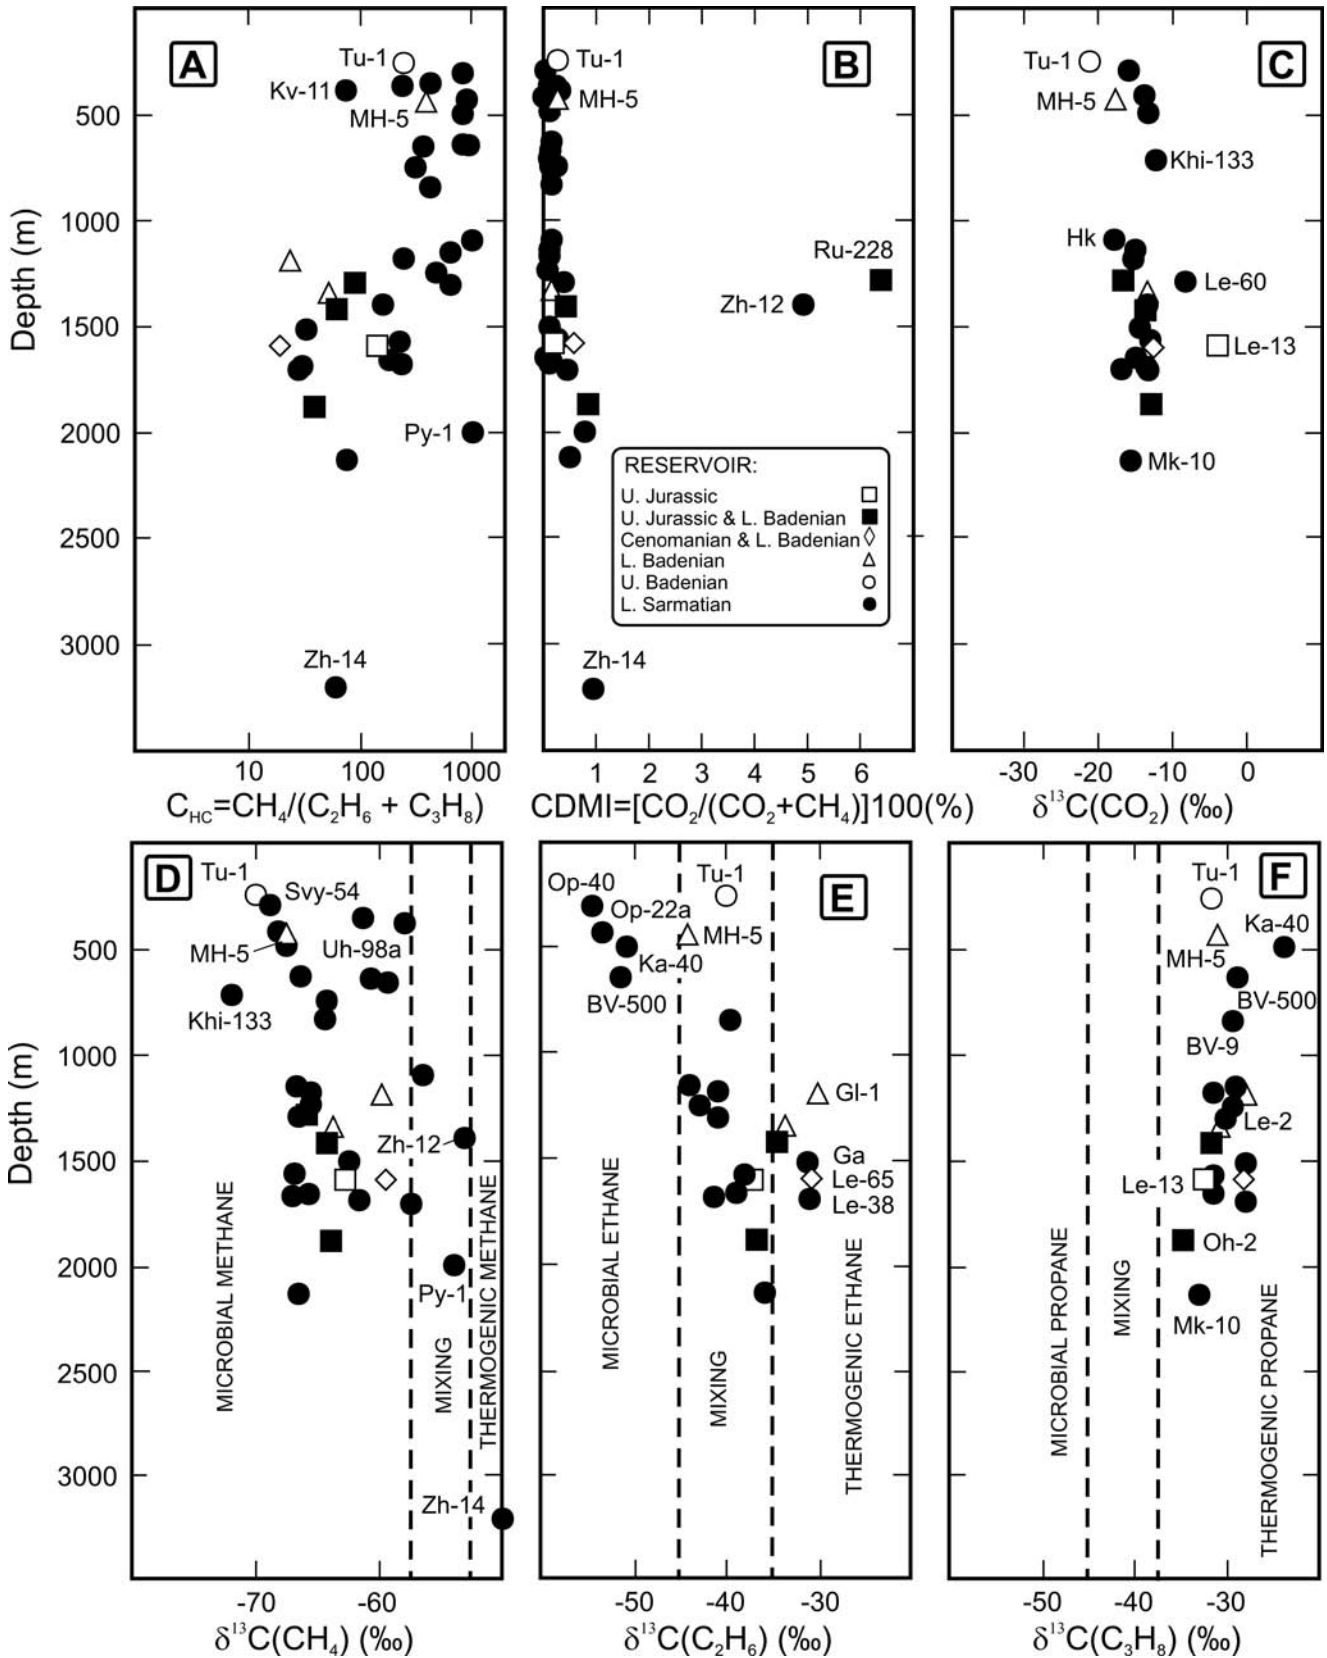 A
Tu-1
Kv-11
MH-5
Py-1
Zh-14
500
1000
1500
2000
2500
3000
Depth (m)
10
100
1000
C_HC=CH₄/(C₂H₆ + C₃H₈)
B
Tu-1
MH-5
Ru-228
Zh-12
RESERVOIR:
U. Jurassic
U. Jurassic & L. Badenian
Cenomanian & L. Badenian
L. Badenian
U. Badenian
L. Sarmatian
Zh-14
1
2
3
4
5
6
CDMI=[CO₂/(CO₂+CH₄)]100(%)
C
Tu-1
MH-5
Khi-133
Hk
Le-60
Le-13
Mk-10
-30
-20
-10
0
δ¹³C(CO₂) (‰)
D
Tu-1
Svy-54
MH-5
Uh-98a
Khi-133
Zh-12
Py-1
Zh-14
MICROBIAL METHANE
MIXING
THERMOGENIC METHANE
500
1000
1500
2000
2500
3000
Depth (m)
-70
-60
δ¹³C(CH₄) (‰)
E
Tu-1
Op-40
Op-22a
MH-5
Ka-40
BV-500
Gl-1
Ga
Le-65
Le-38
MICROBIAL ETHANE
MIXING
THERMOGENIC ETHANE
-50
-40
-30
δ¹³C(C₂H₆) (‰)
F
Tu-1
Ka-40
MH-5
BV-500
BV-9
Le-2
Le-13
Oh-2
Mk-10
MICROBIAL PROPANE
MIXING
THERMOGENIC PROPANE
-50
-40
-30
δ¹³C(C₃H₈) (‰)